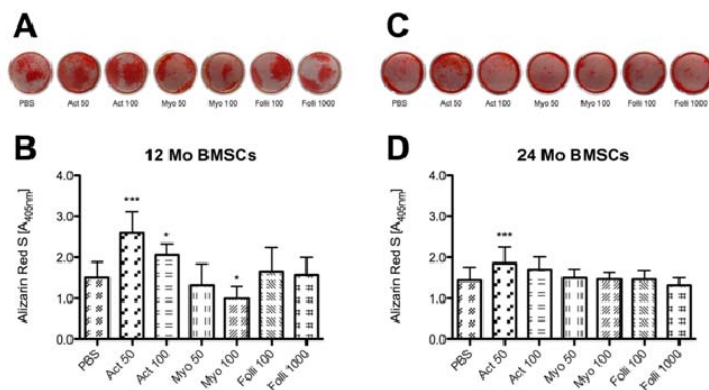 A
PBS Act 50 Act 100 Myo 50 Myo 100 Folli 100 Folli 1000
B
12 Mo BMSCs
Alizarin Red S [A405nm]
4.0
3.0
2.0
1.0
0.0
***
*
*
PBS Act 50 Act 100 Myo 50 Myo 100 Folli 100 Folli 1000
C
PBS Act 50 Act 100 Myo 50 Myo 100 Folli 100 Folli 1000
D
24 Mo BMSCs
Alizarin Red S [A405nm]
4.0
3.0
2.0
1.0
0.0
***
PBS Act 50 Act 100 Myo 50 Myo 100 Folli 100 Folli 1000